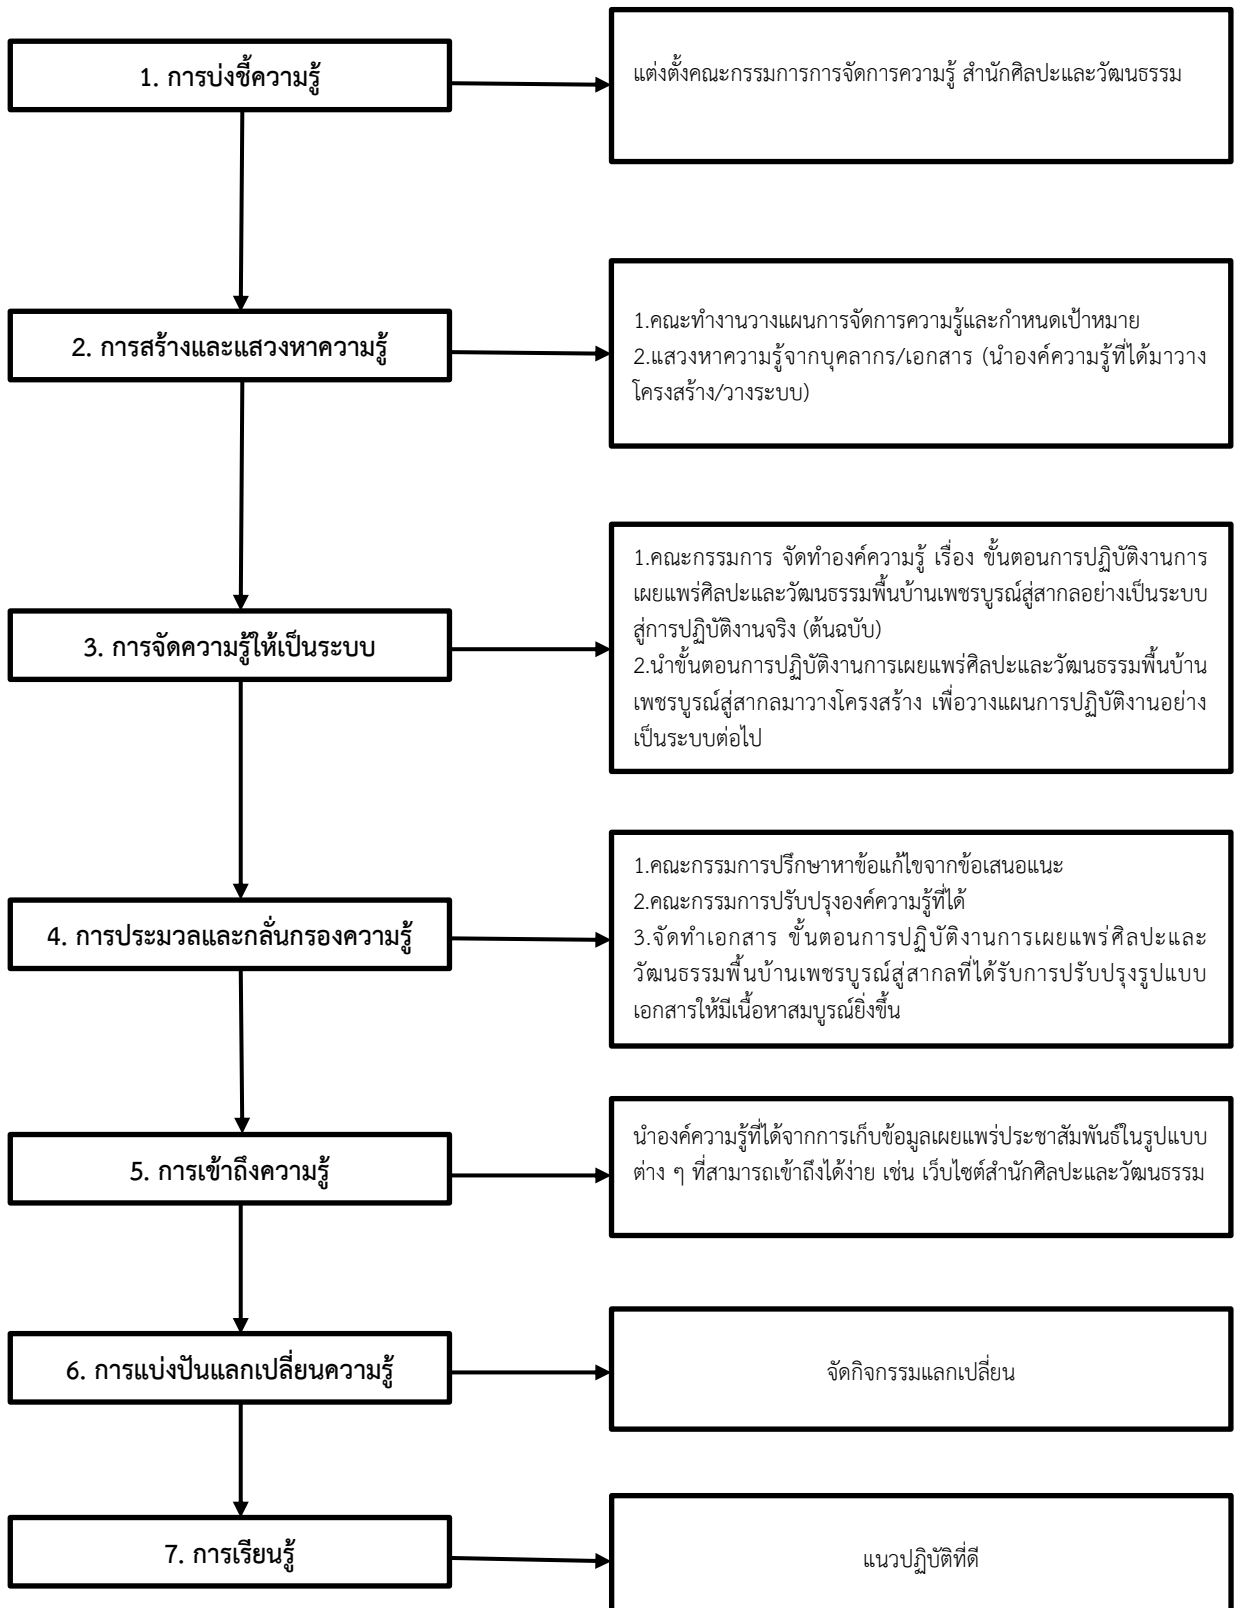 1. การบ่งชี้ความรู้
แต่งตั้งคณะกรรมการการจัดการความรู้ สำนักศิลปะและวัฒนธรรม
2. การสร้างและแสวงหาความรู้
1.คณะทำงานวางแผนการจัดการความรู้และกำหนดเป้าหมาย
2.แสวงหาความรู้จากบุคลากร/เอกสาร (นำองค์ความรู้ที่ได้มาวาง
โครงสร้าง/วางระบบ)
3. การจัดความรู้ให้เป็นระบบ
1.คณะกรรมการ จัดทำองค์ความรู้ เรื่อง ขั้นตอนการปฏิบัติงานการ
เผยแพร่ศิลปะและวัฒนธรรมพื้นบ้านเพชรบูรณ์สู่สากลอย่างเป็นระบบ
สู่การปฏิบัติงานจริง (ต้นฉบับ)
2.นำขั้นตอนการปฏิบัติงานการเผยแพร่ศิลปะและวัฒนธรรมพื้นบ้าน
เพชรบูรณ์สู่สากลมาวางโครงสร้าง เพื่อวางแผนการปฏิบัติงานอย่าง
เป็นระบบต่อไป
4. การประมวลและกลั่นกรองความรู้
1.คณะกรรมการปรึกษาหาข้อแก้ไขจากข้อเสนอแนะ
2.คณะกรรมการปรับปรุงองค์ความรู้ที่ได้
3.จัดทำเอกสาร ขั้นตอนการปฏิบัติงานการเผยแพร่ศิลปะและ
วัฒนธรรมพื้นบ้านเพชรบูรณ์สู่สากลที่ได้รับการปรับปรุงรูปแบบ
เอกสารให้มีเนื้อหาสมบูรณ์ยิ่งขึ้น
5. การเข้าถึงความรู้
นำองค์ความรู้ที่ได้จากการเก็บข้อมูลเผยแพร่ประชาสัมพันธ์ในรูปแบบ
ต่าง ๆ ที่สามารถเข้าถึงได้ง่าย เช่น เว็บไซต์สำนักศิลปะและวัฒนธรรม
6. การแบ่งปันแลกเปลี่ยนความรู้
จัดกิจกรรมแลกเปลี่ยน
7. การเรียนรู้
แนวปฏิบัติที่ดี